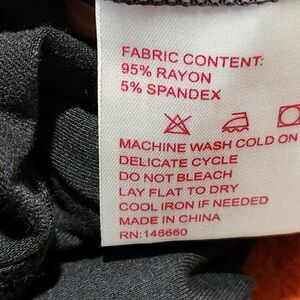 FABRIC CONTENT:
95% RAYON
5% SPANDEX
MACHINE WASH COLD ON
DELICATE CYCLE
DO NOT BLEACH
LAY FLAT TO DRY
COOL IRON IF NEEDED
MADE IN CHINA
RN:146660